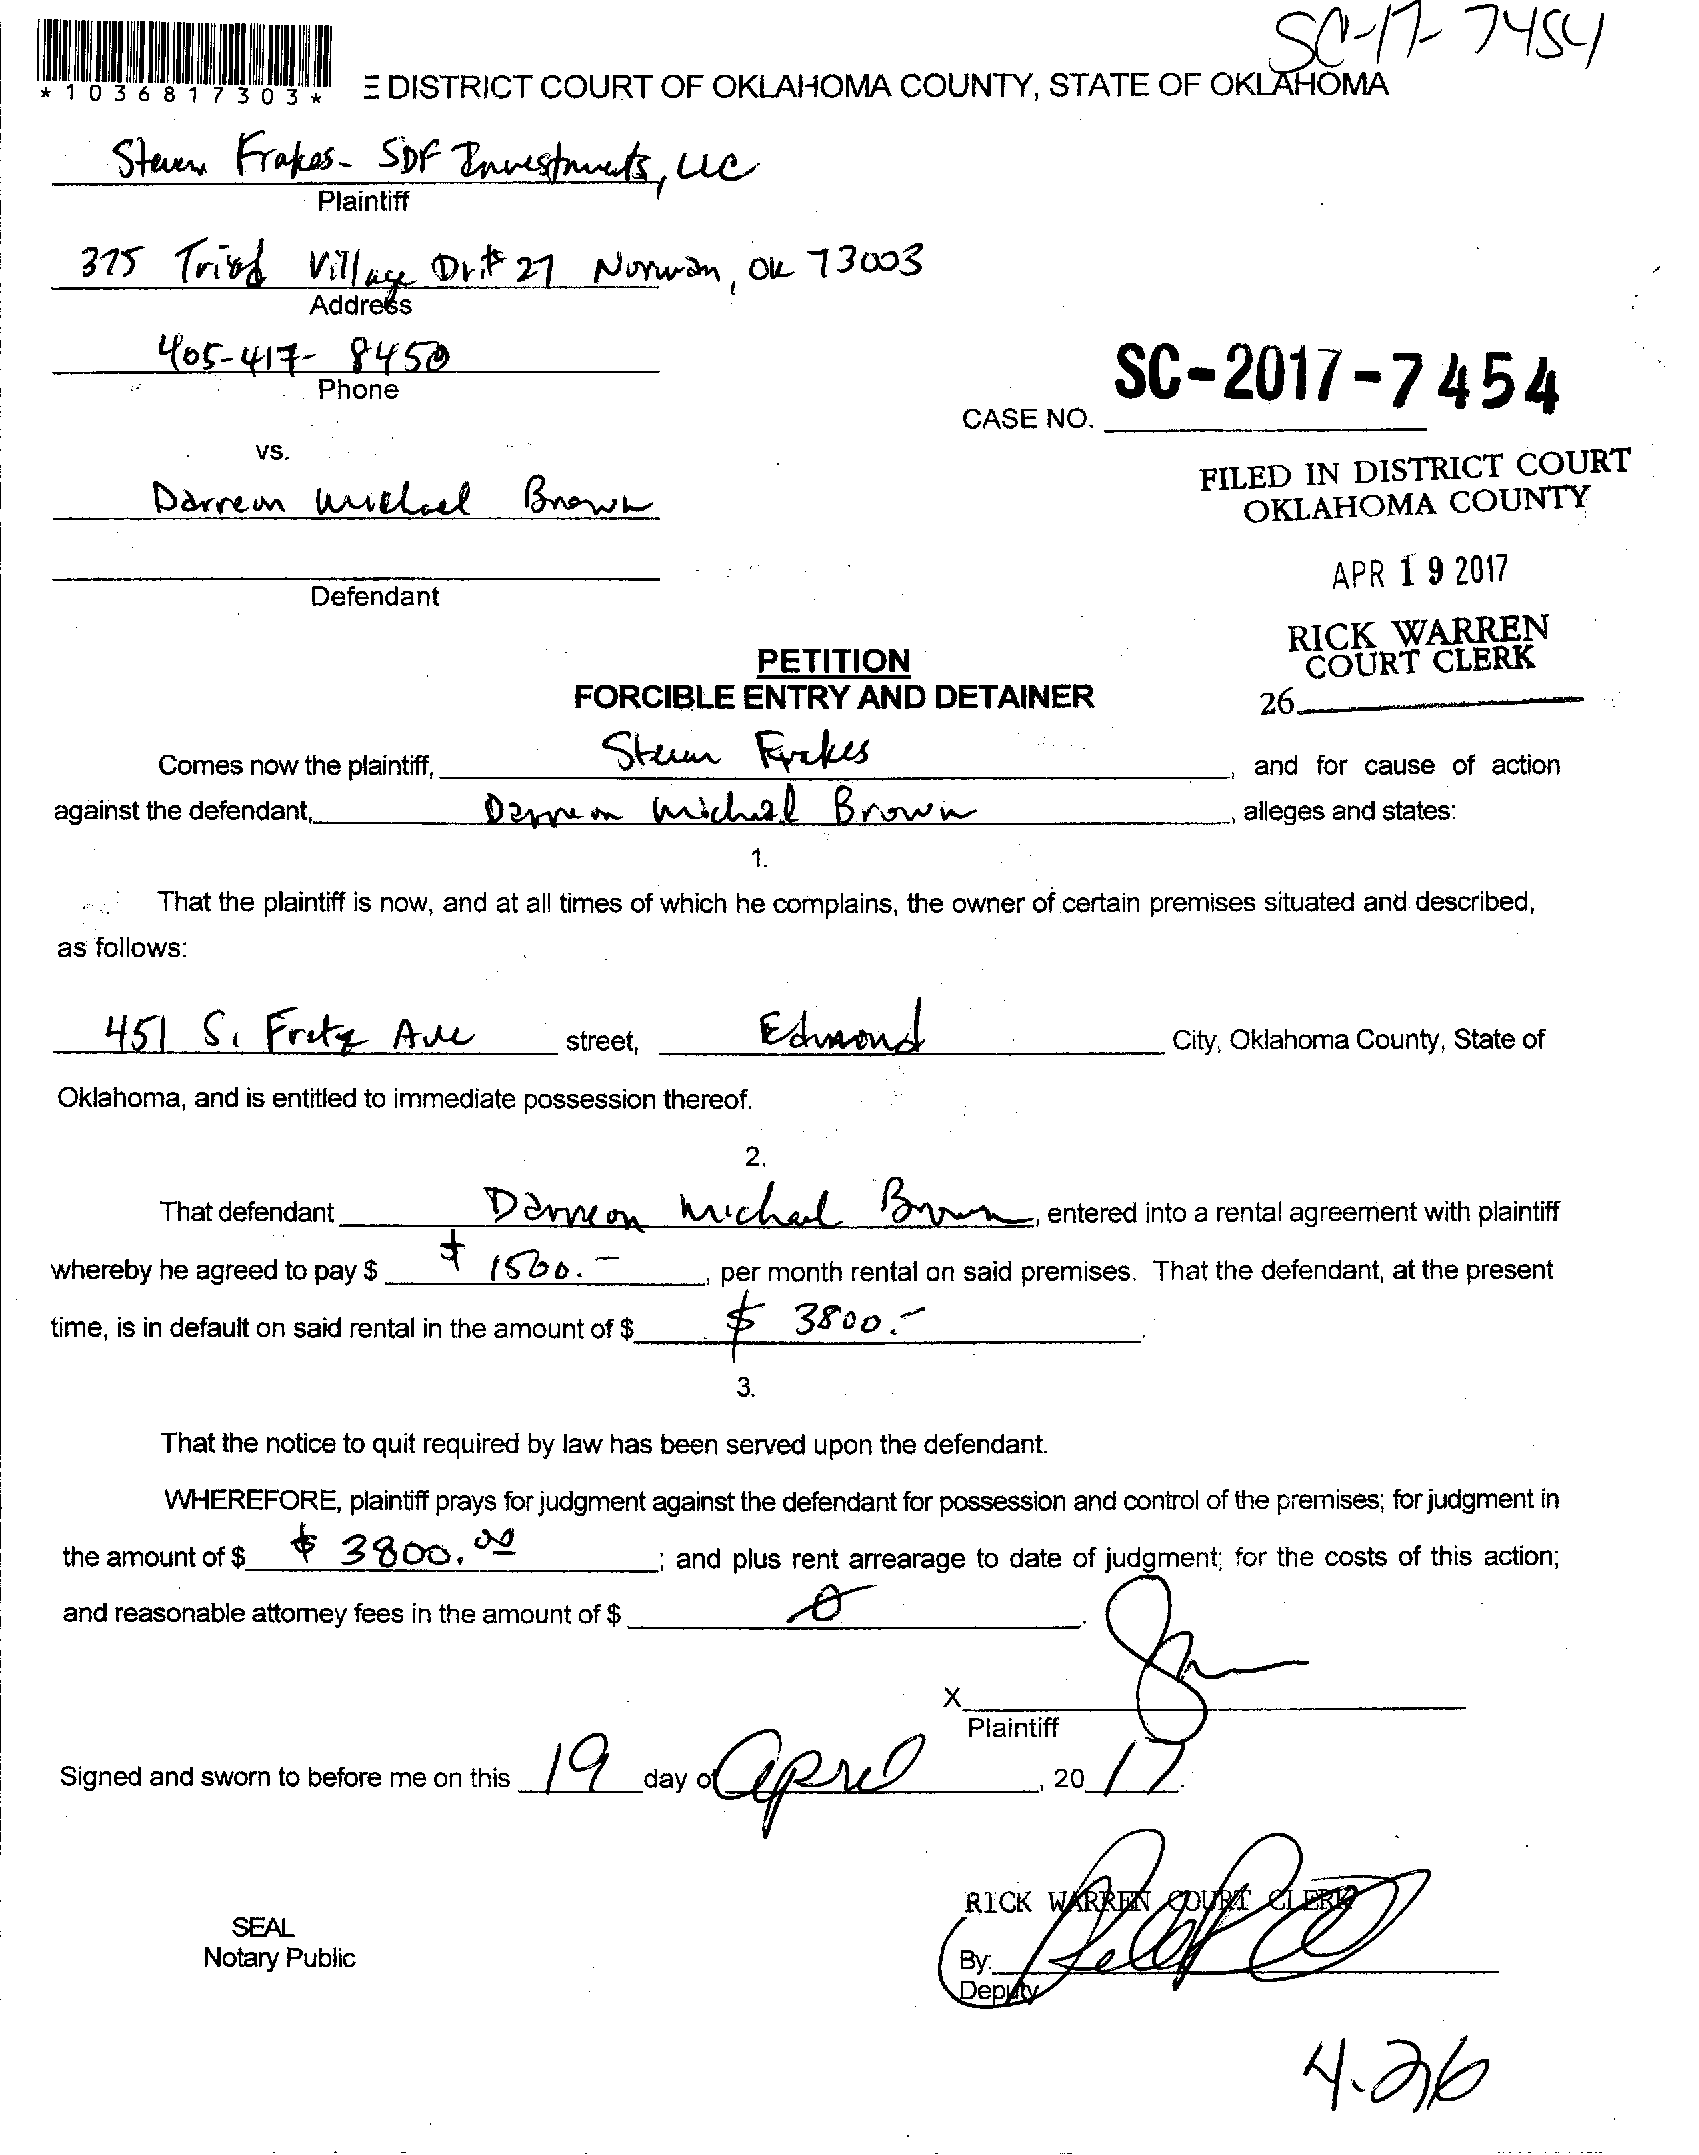 SC-17-7454
*1036817303*
E DISTRICT COURT OF OKLAHOMA COUNTY, STATE OF OKLAHOMA
Steven Frakes - SDF Investments, LLC
Plaintiff
375 Triad Village Dr # 27 Norman, OK 73003
Address
405-417-8450
Phone
SC-2017-7454
CASE NO.
vs.
FILED IN DISTRICT COURT
OKLAHOMA COUNTY
Darreon Michael Brown
APR 19 2017
Defendant
RICK WARREN
COURT CLERK
26
PETITION
FORCIBLE ENTRY AND DETAINER
Comes now the plaintiff, Steven Frakes, and for cause of action
against the defendant, Darreon Michael Brown, alleges and states:
1.
That the plaintiff is now, and at all times of which he complains, the owner of certain premises situated and described,
as follows:
451 S. Fretz Ave street, Edmond City, Oklahoma County, State of
Oklahoma, and is entitled to immediate possession thereof.
2.
That defendant Darreon Michael Brown, entered into a rental agreement with plaintiff
whereby he agreed to pay $ $ 1500.-, per month rental on said premises. That the defendant, at the present
time, is in default on said rental in the amount of $ $ 3800.-.
3.
That the notice to quit required by law has been served upon the defendant.
WHEREFORE, plaintiff prays for judgment against the defendant for possession and control of the premises; for judgment in
the amount of $ $ 3800.00; and plus rent arrearage to date of judgment; for the costs of this action;
and reasonable attorney fees in the amount of $ 0.
X
Plaintiff
Signed and sworn to before me on this 19 day of April, 2017.
RICK WARREN COURT CLERK
SEAL
Notary Public
By:
Deputy
4.26